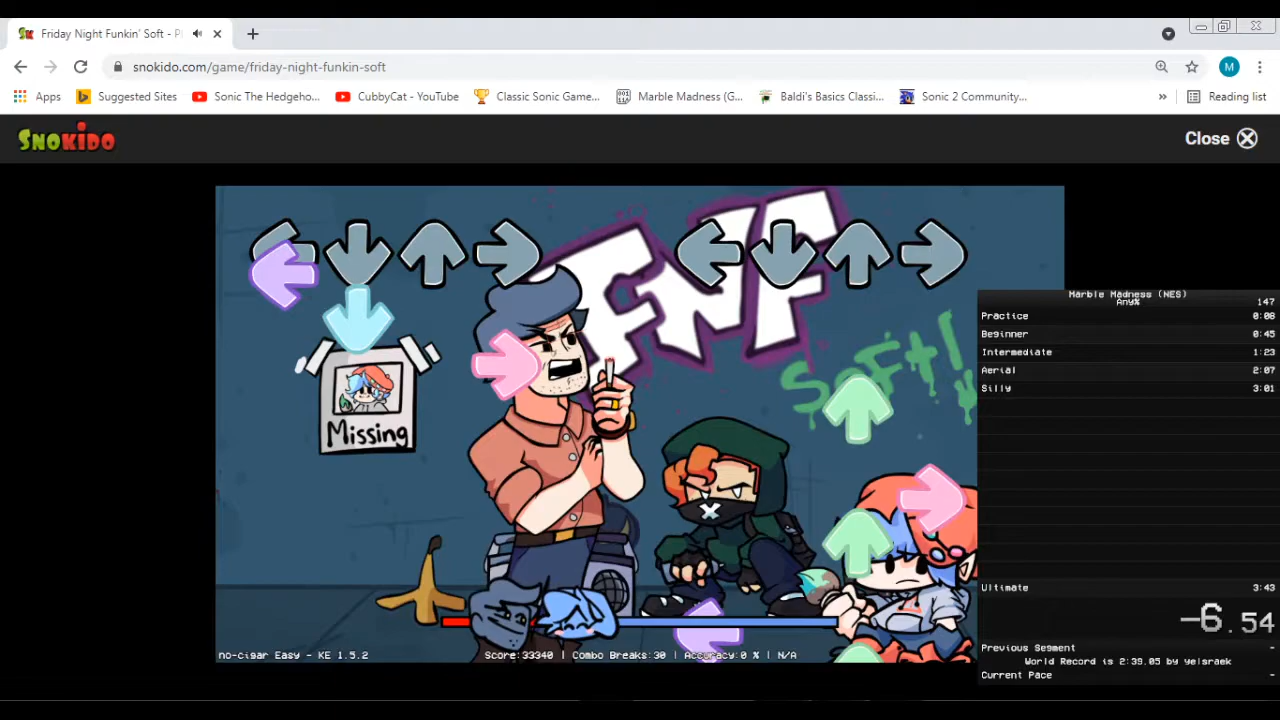 Friday Night Funkin' Soft - Pl
snokido.com/game/friday-night-funkin-soft
M
Apps
Suggested Sites
Sonic The Hedgeho...
CubbyCat - YouTube
Classic Sonic Game...
Marble Madness (G...
Baldi's Basics Classi...
Sonic 2 Community...
»
Reading list
SNOKIDO
Close
FNF
Soft!
Missing
no-cigar Easy - KE 1.5.2
Score:33340 | Combo Breaks:30 | Accuracy:0 % | N/A
Marble Madness (NES)
Any%
147
Practice 0:08
Beginner 0:45
Intermediate 1:23
Aerial 2:07
Silly 3:01
Ultimate 3:43
-6.54
Previous Segment -
World Record is 2:39.05 by yelsraek
Current Pace -